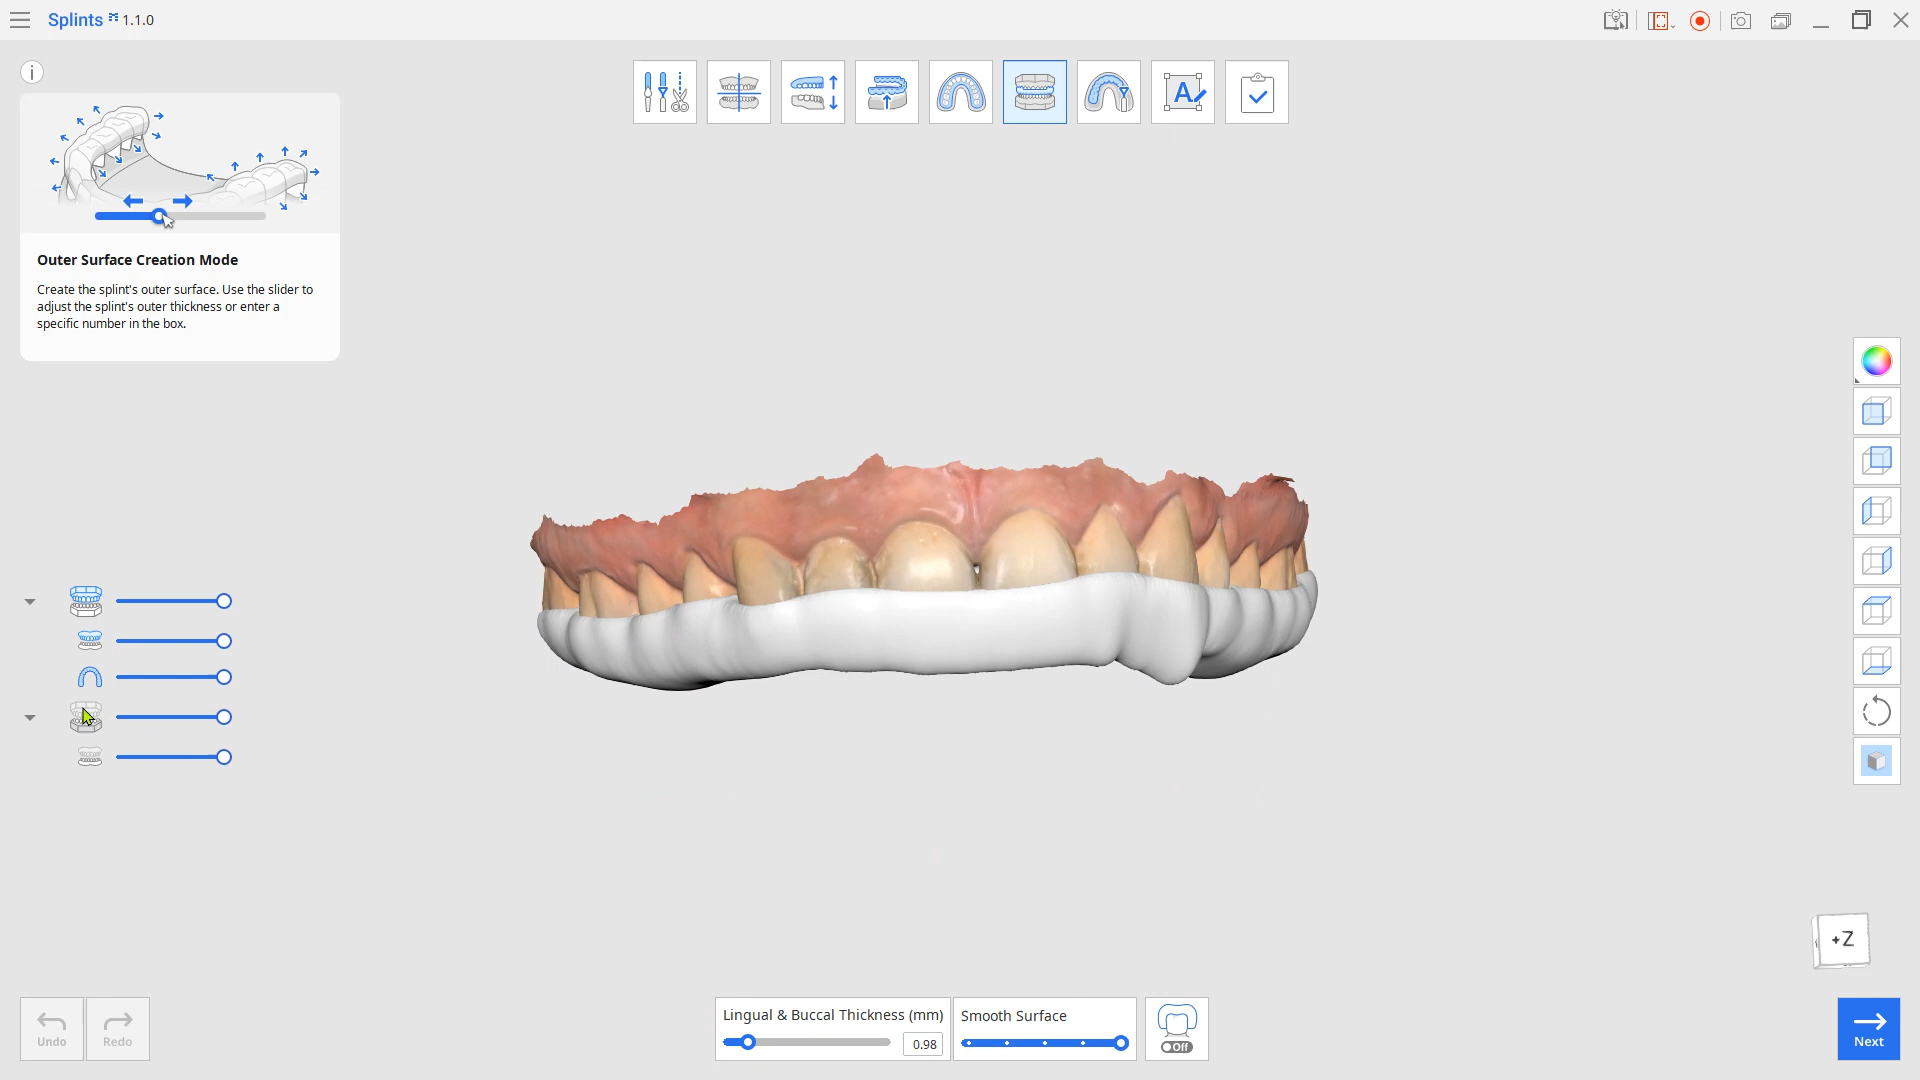 Splints 1.1.0
i
A
Outer Surface Creation Mode
Create the splint's outer surface. Use the slider to
adjust the splint's outer thickness or enter a
specific number in the box.
+Z
Undo
Redo
Lingual & Buccal Thickness (mm)
0.98
Smooth Surface
Off
Next